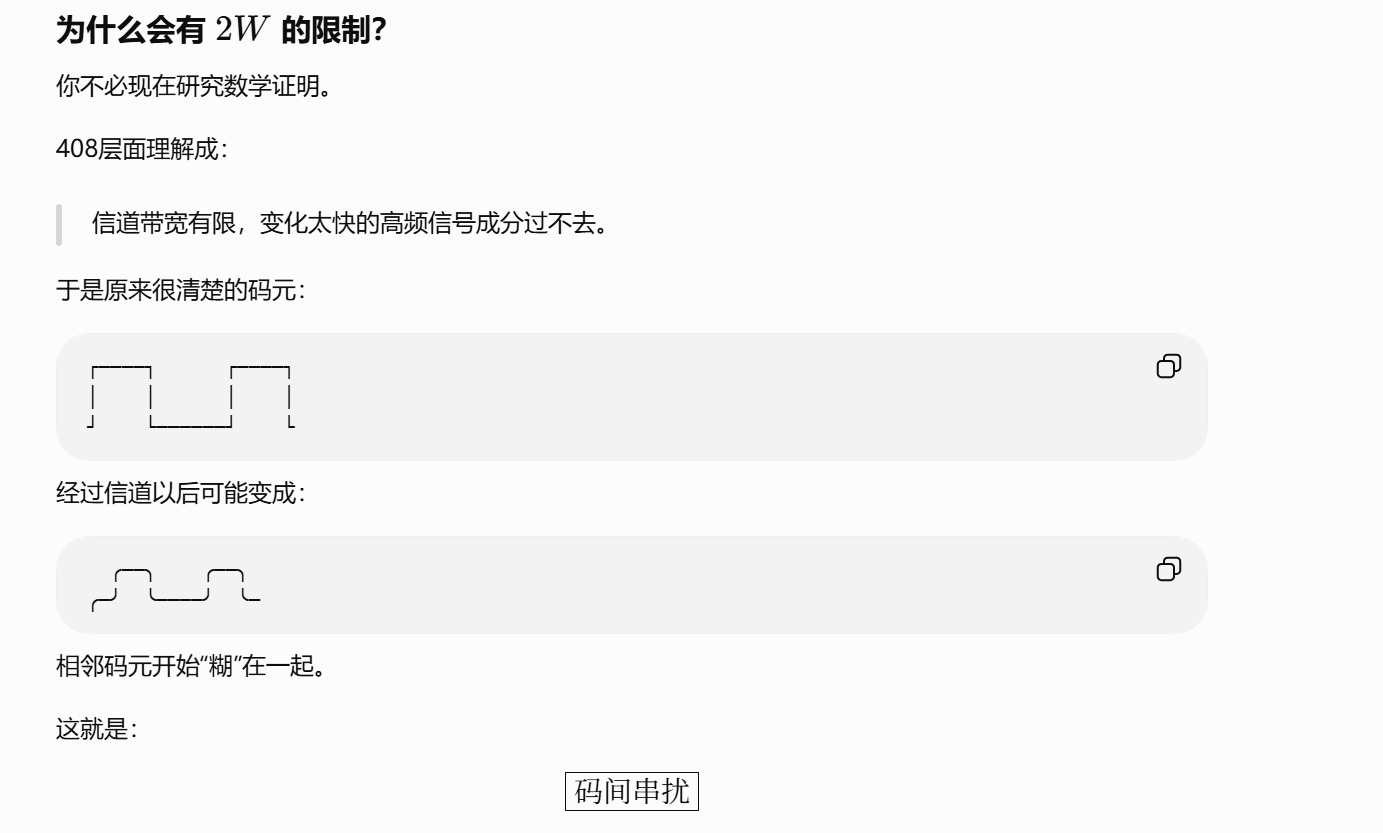 为什么会有 2W 的限制？
你不必现在研究数学证明。
408层面理解成：
信道带宽有限，变化太快的高频信号成分过不去。
于是原来很清楚的码元：
经过信道以后可能变成：
相邻码元开始“糊”在一起。
这就是：
码间串扰